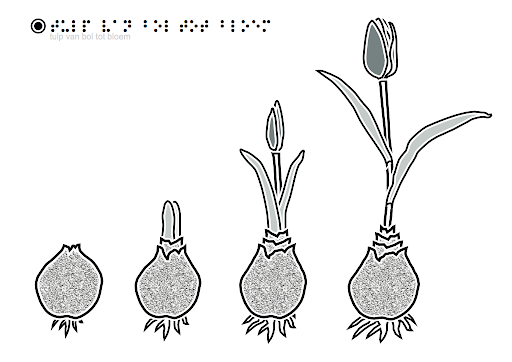 ⠞⠥⠇⠏ ⠧⠁⠝ ⠃⠕⠇ ⠞⠕⠞ ⠃⠇⠕⠑⠍
tulp van bol tot bloem